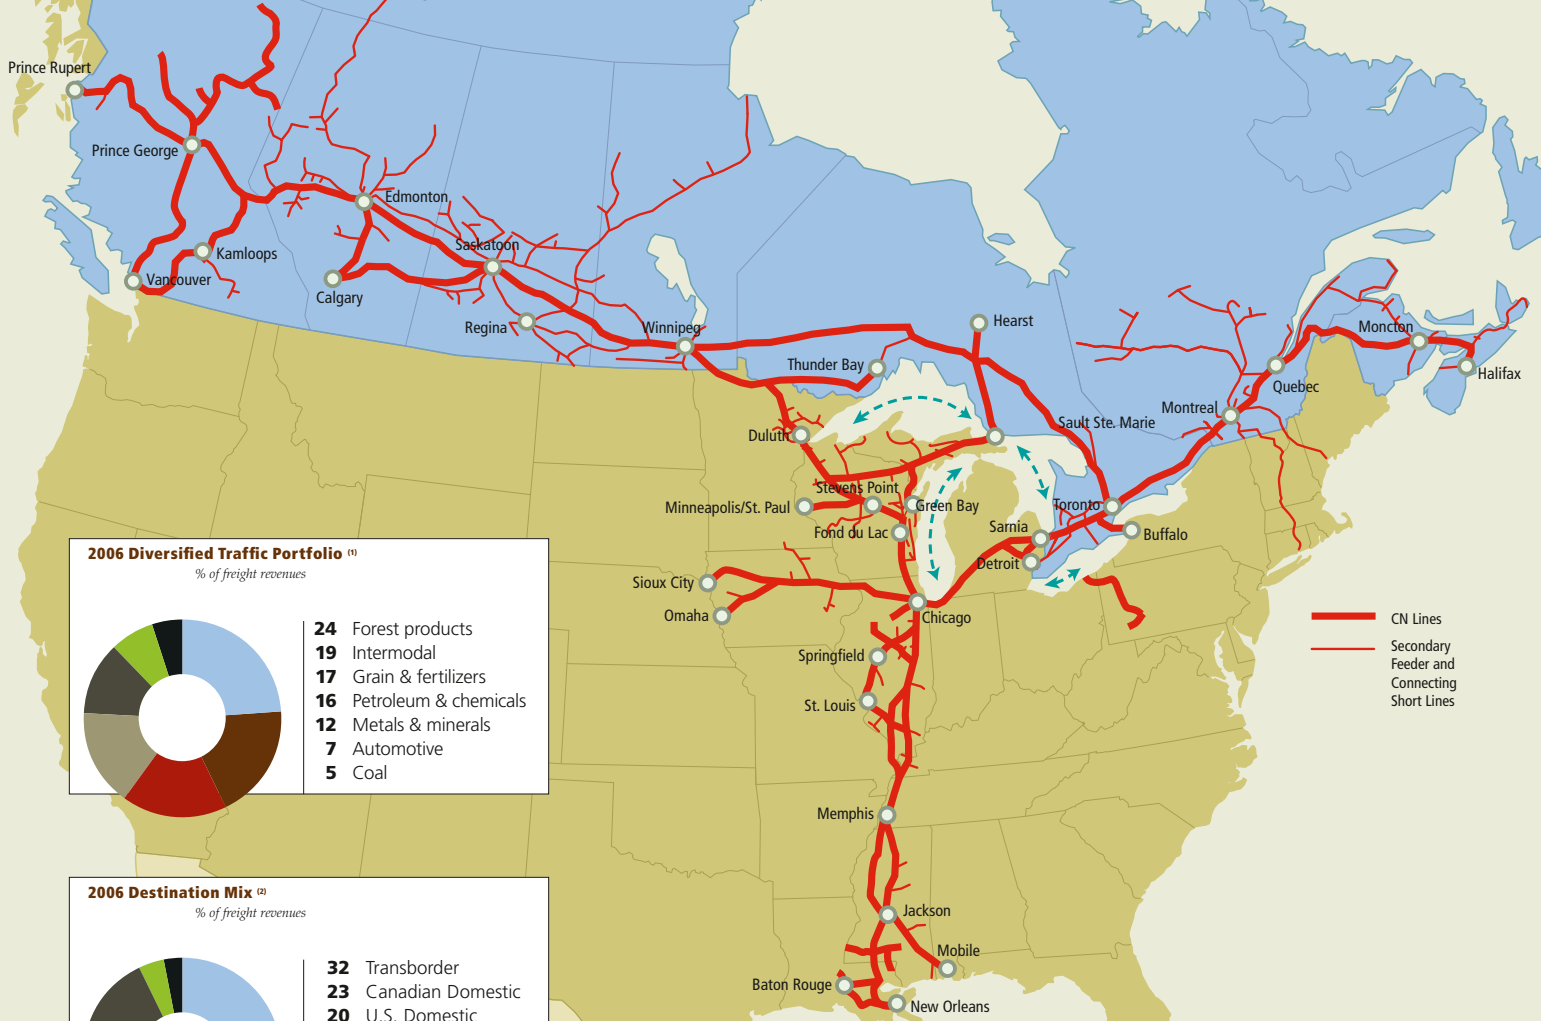 Prince Rupert
Prince George
Edmonton
Saskatoon
Kamloops
Vancouver
Calgary
Regina
Winnipeg
Hearst
Thunder Bay
Moncton
Halifax
Quebec
Montreal
Sault Ste. Marie
Duluth
Stevens Point
Minneapolis/St. Paul
Green Bay
Toronto
Fond du Lac
Sarnia
Buffalo
Detroit
Sioux City
Omaha
Chicago
Springfield
St. Louis
Memphis
Jackson
Mobile
Baton Rouge
New Orleans
2006 Diversified Traffic Portfolio (1)
% of freight revenues
24 Forest products
19 Intermodal
17 Grain & fertilizers
16 Petroleum & chemicals
12 Metals & minerals
7 Automotive
5 Coal
CN Lines
Secondary
Feeder and
Connecting
Short Lines
2006 Destination Mix (2)
% of freight revenues
32 Transborder
23 Canadian Domestic
20 U.S. Domestic